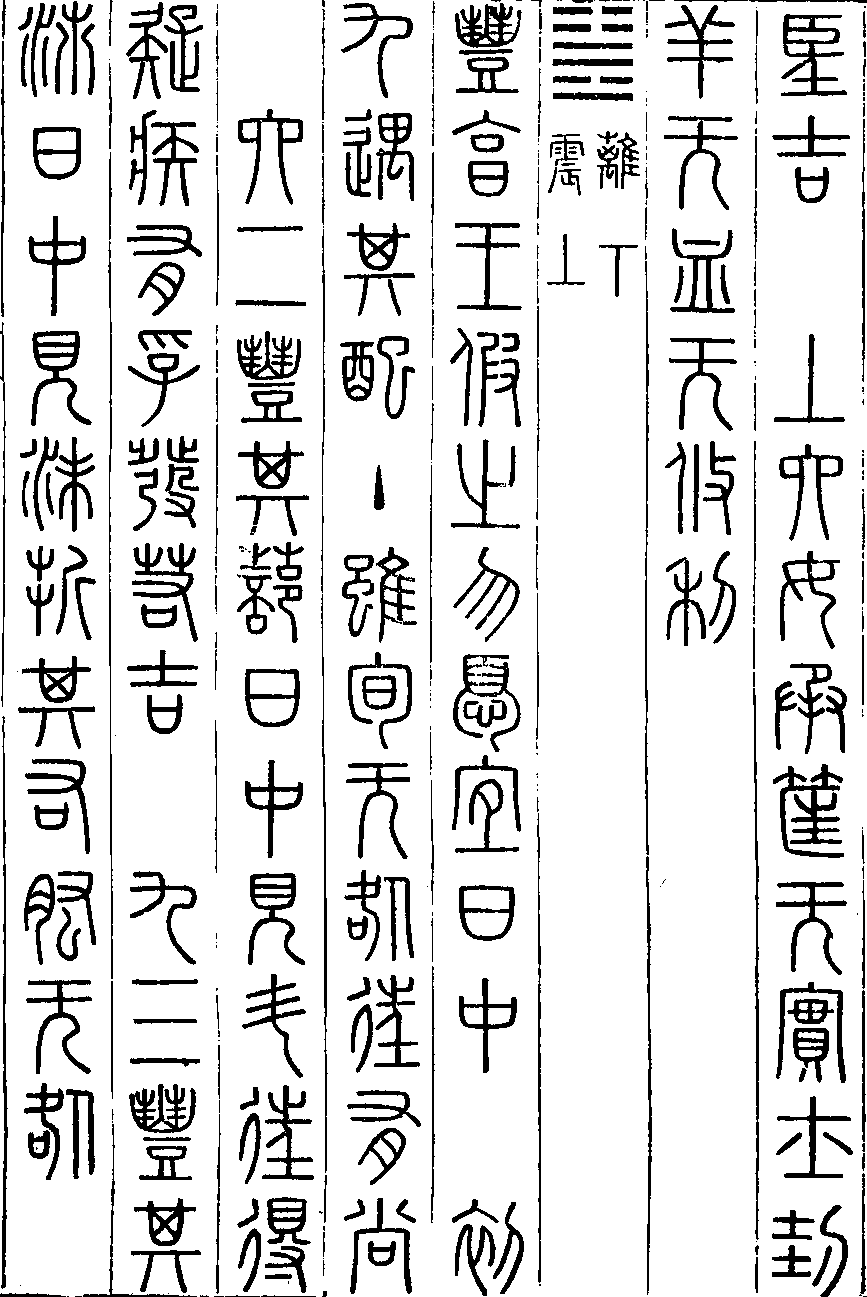 望吉　上六女承筐无實士刲
羊无血无攸利
䷶離下震上
豐亨王假之勿憂宜日中　初
九遇其配主雖旬无咎往有尚
六二豐其蔀日中見斗往得
疑疾有孚發若吉　九三豐其
沛日中見沬折其右肱无咎